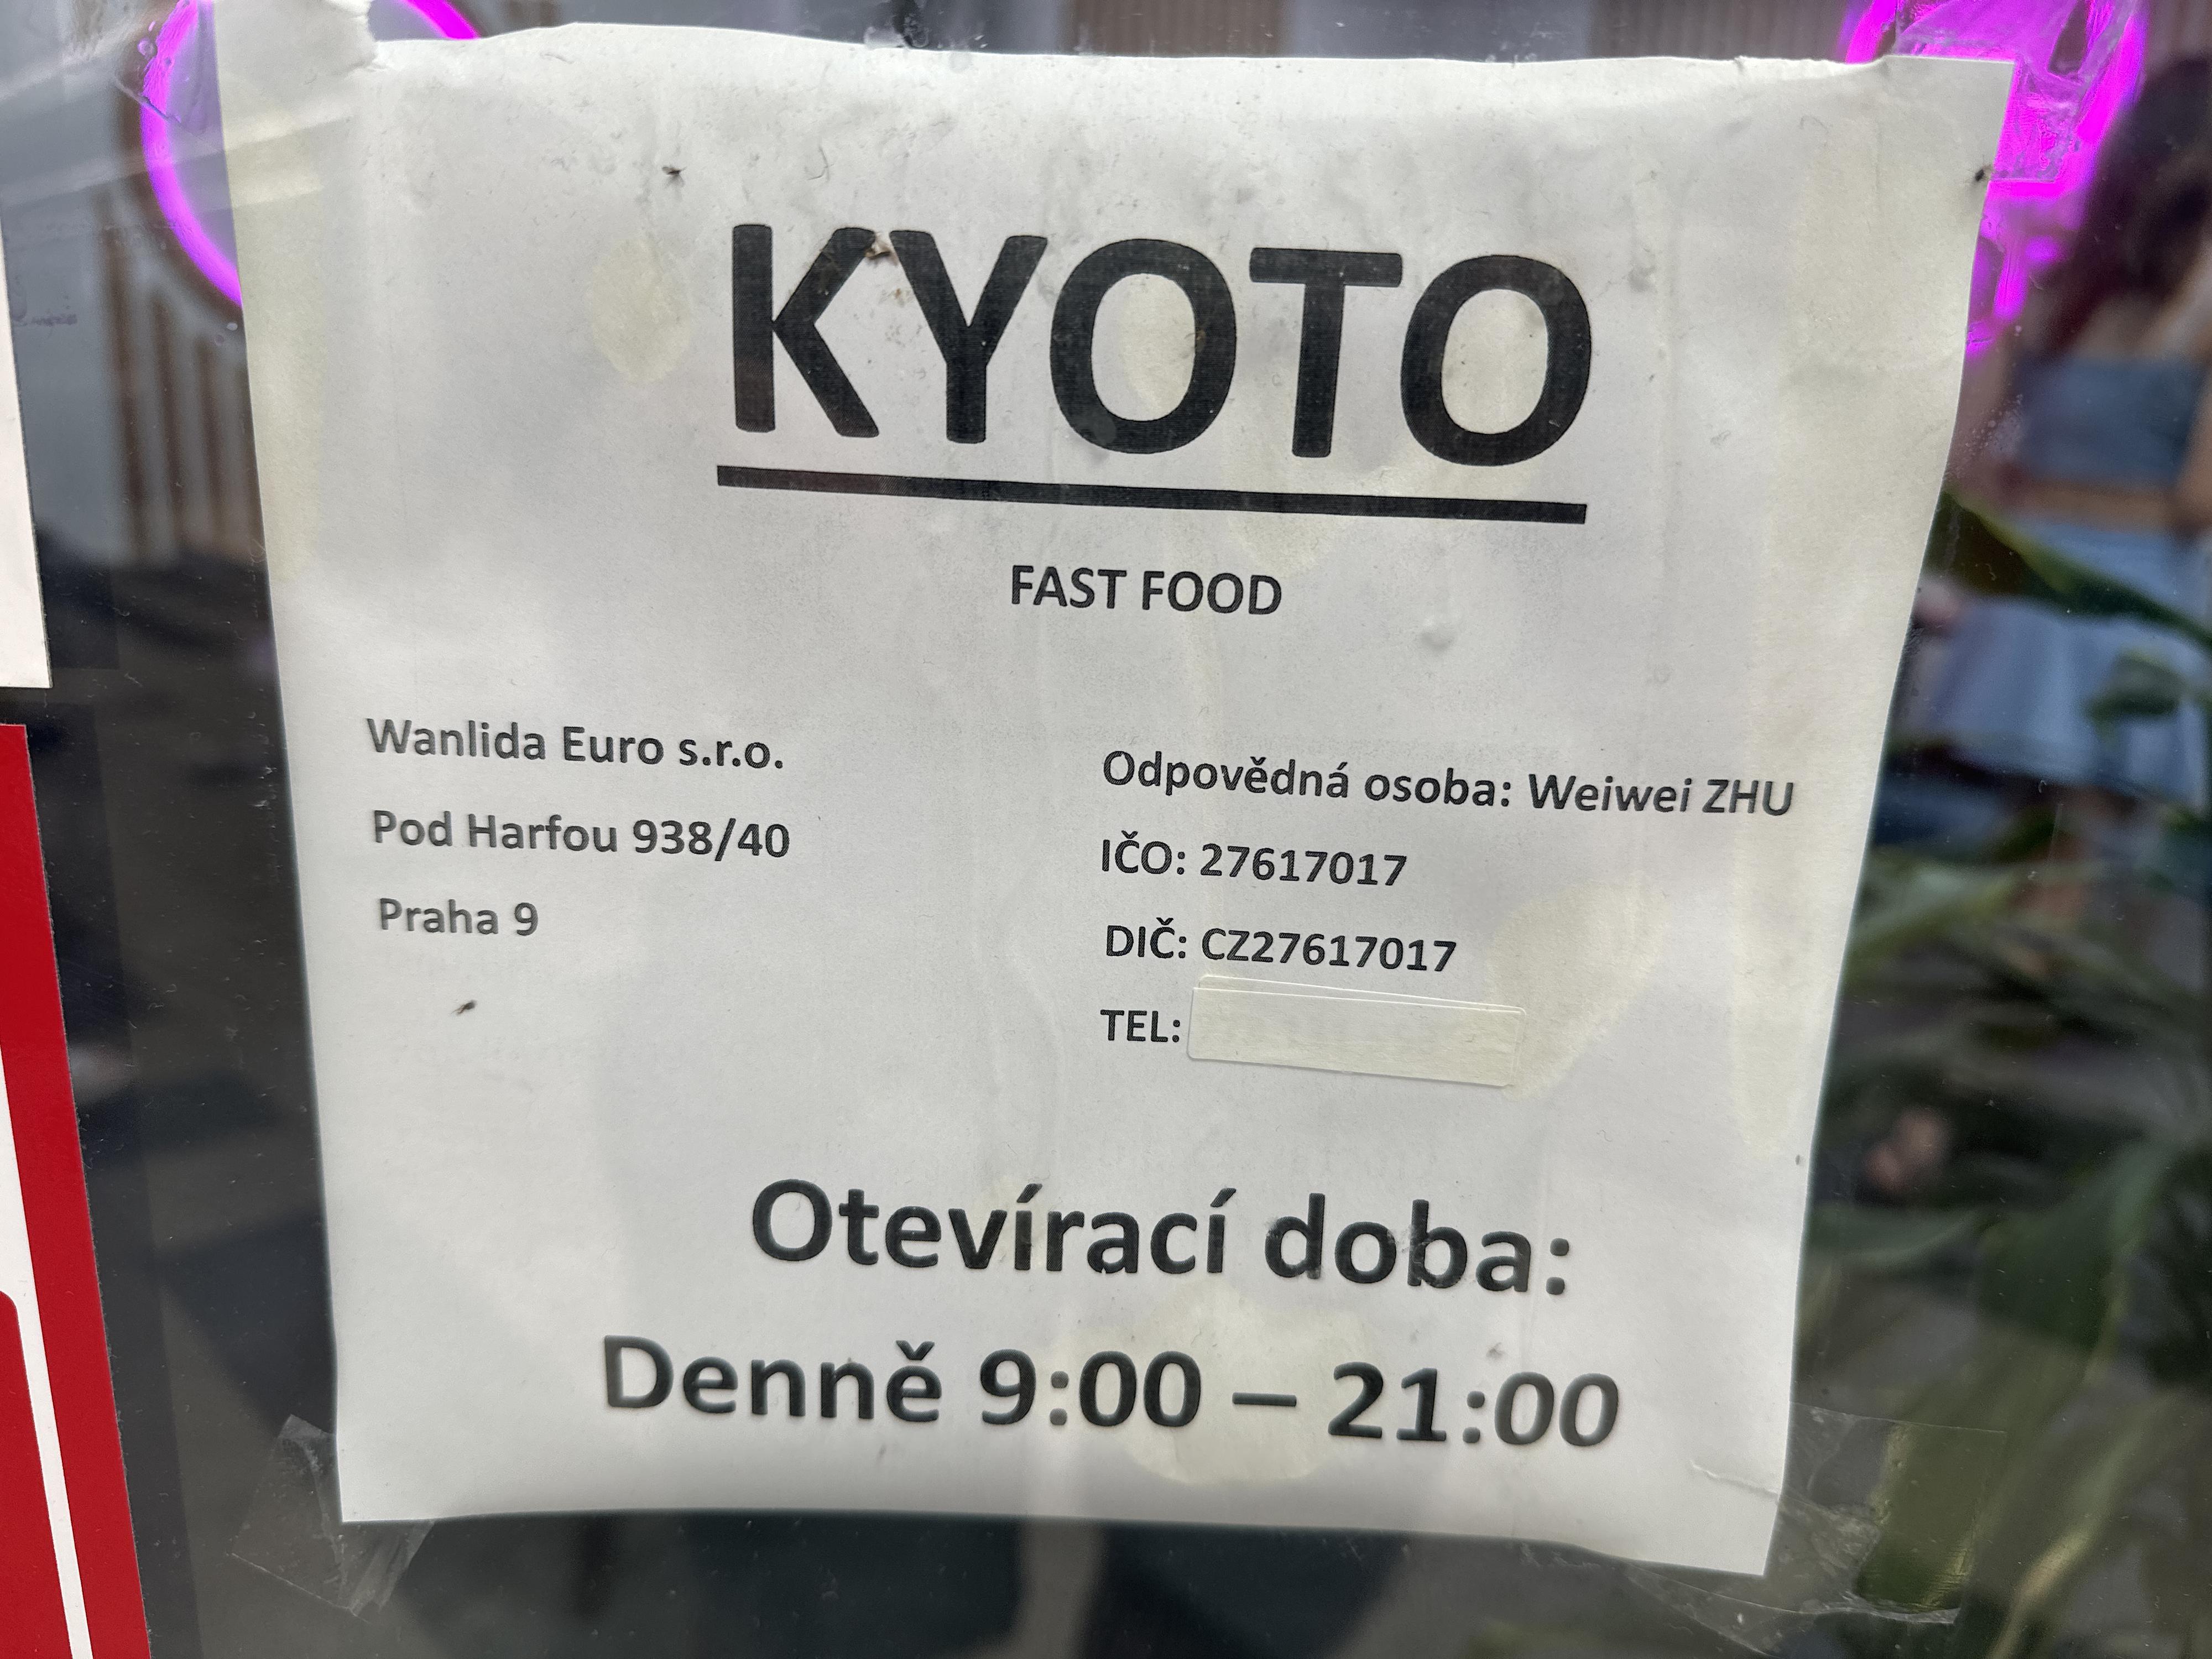 KYOTO
FAST FOOD
Wanlida Euro s.r.o.
Pod Harfou 938/40
Praha 9
Odpovědná osoba: Weiwei ZHU
IČO: 27617017
DIČ: CZ27617017
TEL:
Otevírací doba:
Denně 9:00 – 21:00